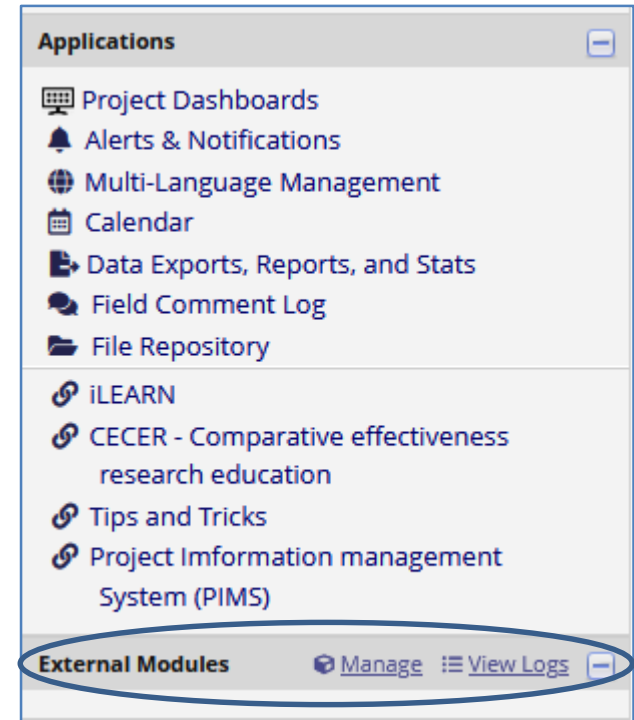 Applications
Project Dashboards
Alerts & Notifications
Multi-Language Management
Calendar
Data Exports, Reports, and Stats
Field Comment Log
File Repository
iLEARN
CECER - Comparative effectiveness
research education
Tips and Tricks
Project Imformation management
System (PIMS)
External Modules Manage View Logs